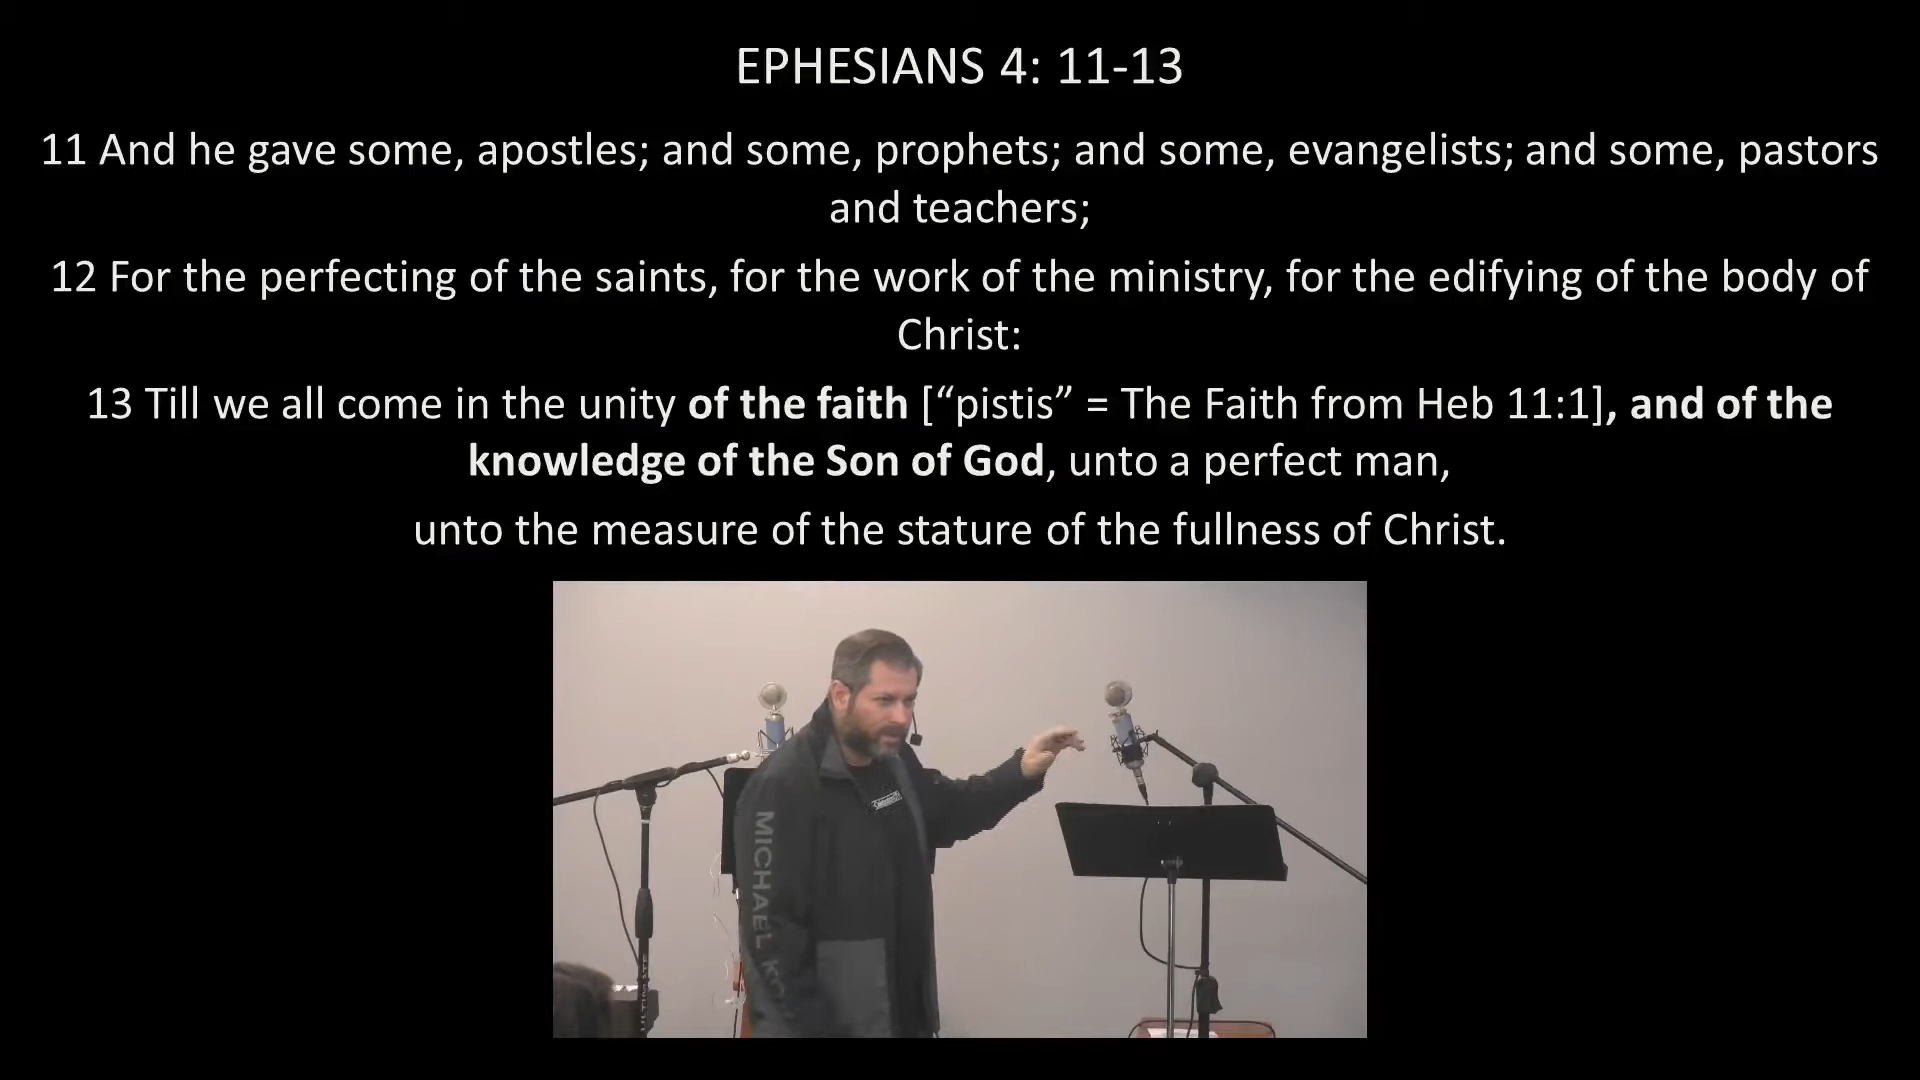 EPHESIANS 4: 11-13
11 And he gave some, apostles; and some, prophets; and some, evangelists; and some, pastors
and teachers;
12 For the perfecting of the saints, for the work of the ministry, for the edifying of the body of
Christ:
13 Till we all come in the unity of the faith [“pistis” = The Faith from Heb 11:1], and of the
knowledge of the Son of God, unto a perfect man,
unto the measure of the stature of the fullness of Christ.
MICHAEL
ULTIMATE